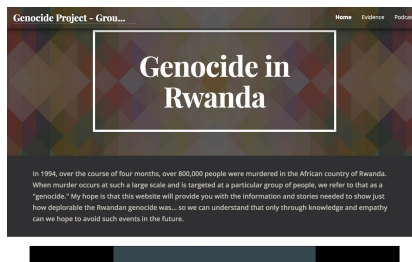 Genocide Project - Grou...
Home Evidence Podcas
Genocide in
Rwanda
In 1994, over the course of four months, over 800,000 people were murdered in the African country of Rwanda.
When murder occurs at such a large scale and is targeted at a particular group of people, we refer to that as a
"genocide." My hope is that this website will provide you with the information and stories needed to show just
how deplorable the Rwandan genocide was... so we can understand that only through knowledge and empathy
can we hope to avoid such events in the future.